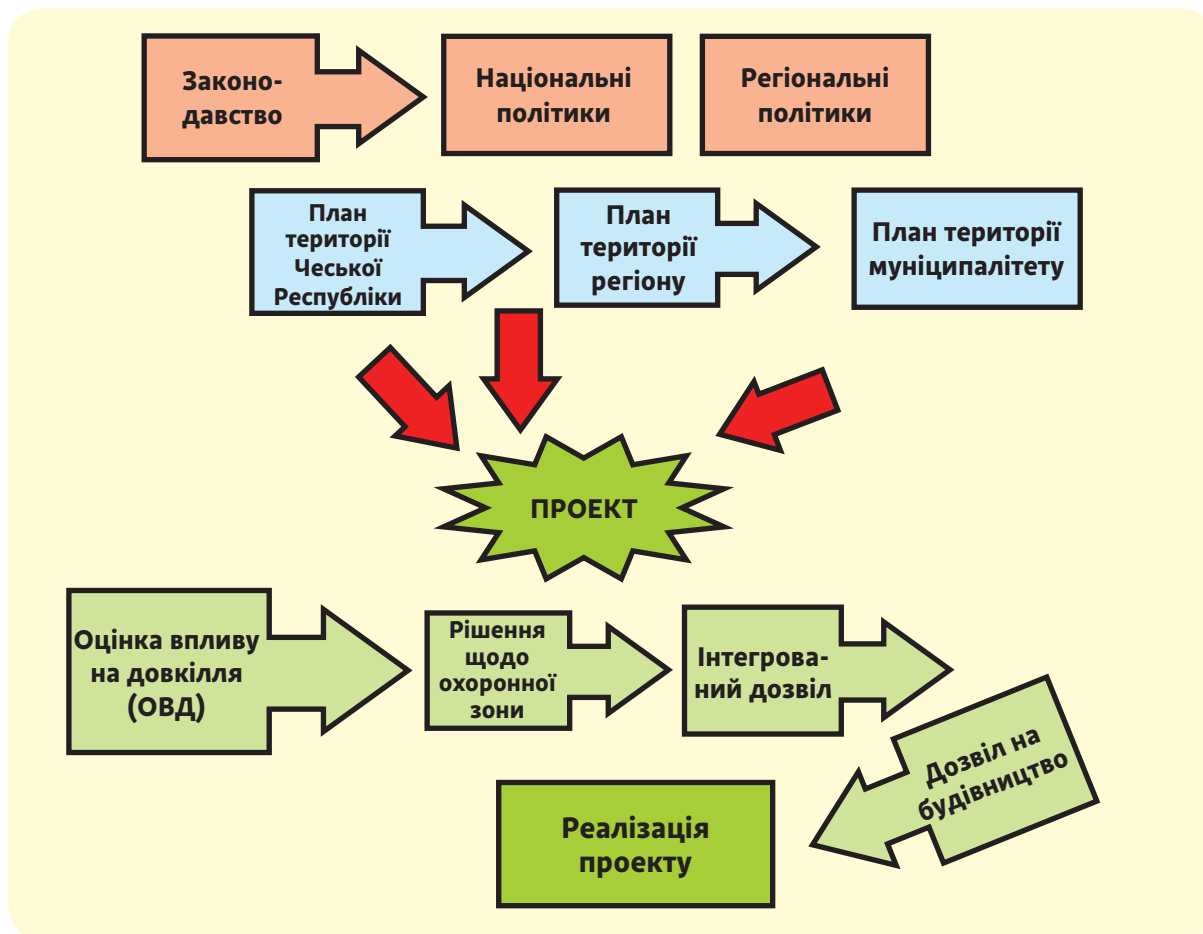 Законо-
давство
Національні
політики
Регіональні
політики
План
території
Чеської
Республіки
План
території
регіону
План території
муніципалітету
ПРОЕКТ
Оцінка впливу
на довкілля
(ОВД)
Рішення
щодо
охоронної
зони
Інтегрова-
ний дозвіл
Дозвіл на
будівництво
Реалізація
проекту